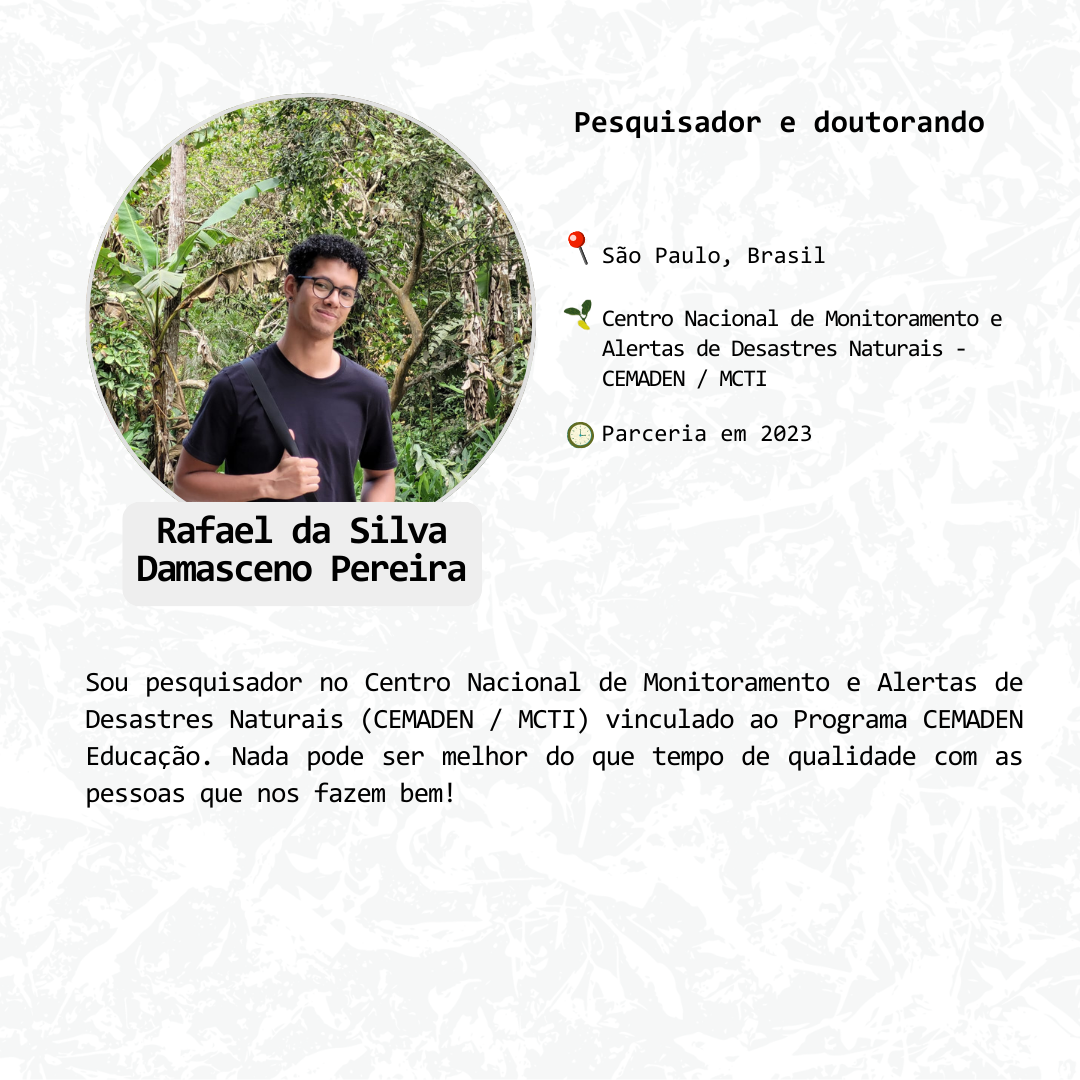 Pesquisador e doutorando
São Paulo, Brasil
Centro Nacional de Monitoramento e
Alertas de Desastres Naturais -
CEMADEN / MCTI
Parceria em 2023
Rafael da Silva
Damasceno Pereira
Sou pesquisador no Centro Nacional de Monitoramento e Alertas de
Desastres Naturais (CEMADEN / MCTI) vinculado ao Programa CEMADEN
Educação. Nada pode ser melhor do que tempo de qualidade com as
pessoas que nos fazem bem!